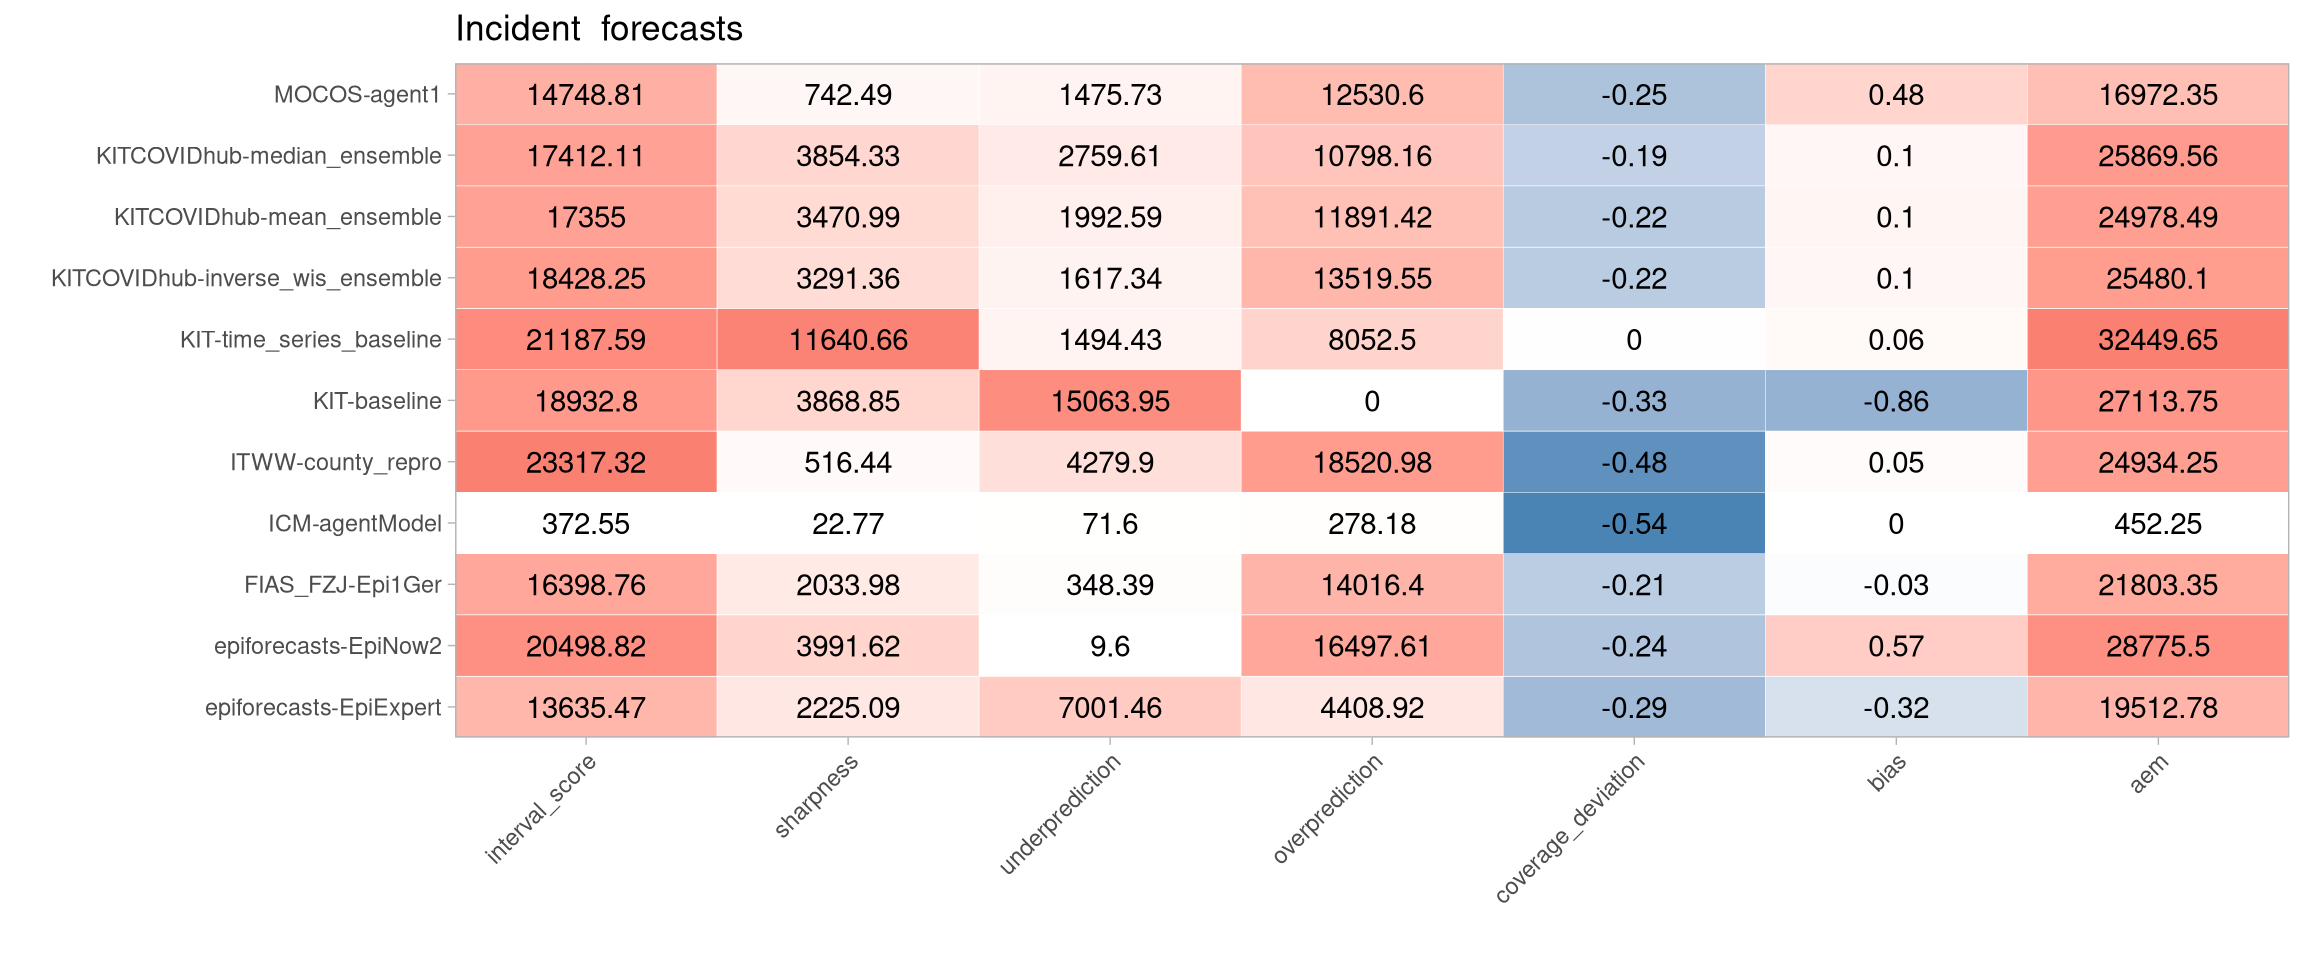 Incident forecasts
MOCOS-agent1 14748.81 742.49 1475.73 12530.6 -0.25 0.48 16972.35
KITCOVIDhub-median_ensemble 17412.11 3854.33 2759.61 10798.16 -0.19 0.1 25869.56
KITCOVIDhub-mean_ensemble 17355 3470.99 1992.59 11891.42 -0.22 0.1 24978.49
KITCOVIDhub-inverse_wis_ensemble 18428.25 3291.36 1617.34 13519.55 -0.22 0.1 25480.1
KIT-time_series_baseline 21187.59 11640.66 1494.43 8052.5 0 0.06 32449.65
KIT-baseline 18932.8 3868.85 15063.95 0 -0.33 -0.86 27113.75
ITWW-county_repro 23317.32 516.44 4279.9 18520.98 -0.48 0.05 24934.25
ICM-agentModel 372.55 22.77 71.6 278.18 -0.54 0 452.25
FIAS_FZJ-Epi1Ger 16398.76 2033.98 348.39 14016.4 -0.21 -0.03 21803.35
epiforecasts-EpiNow2 20498.82 3991.62 9.6 16497.61 -0.24 0.57 28775.5
epiforecasts-EpiExpert 13635.47 2225.09 7001.46 4408.92 -0.29 -0.32 19512.78
interval_score sharpness underprediction overprediction coverage_deviation bias aem